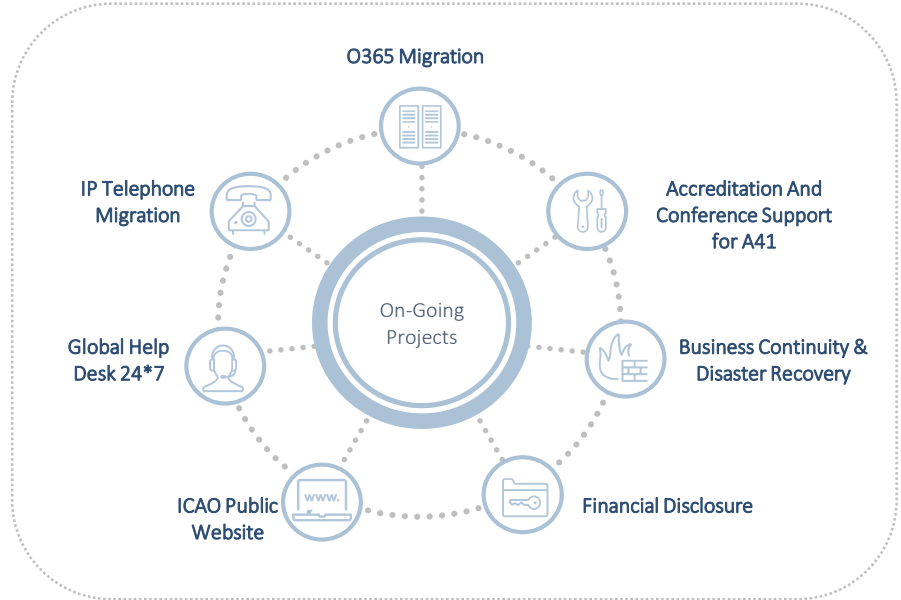 O365 Migration
IP Telephone
Migration
Accreditation And
Conference Support
for A41
On-Going
Projects
Global Help
Desk 24*7
Business Continuity &
Disaster Recovery
www.
ICAO Public
Website
Financial Disclosure